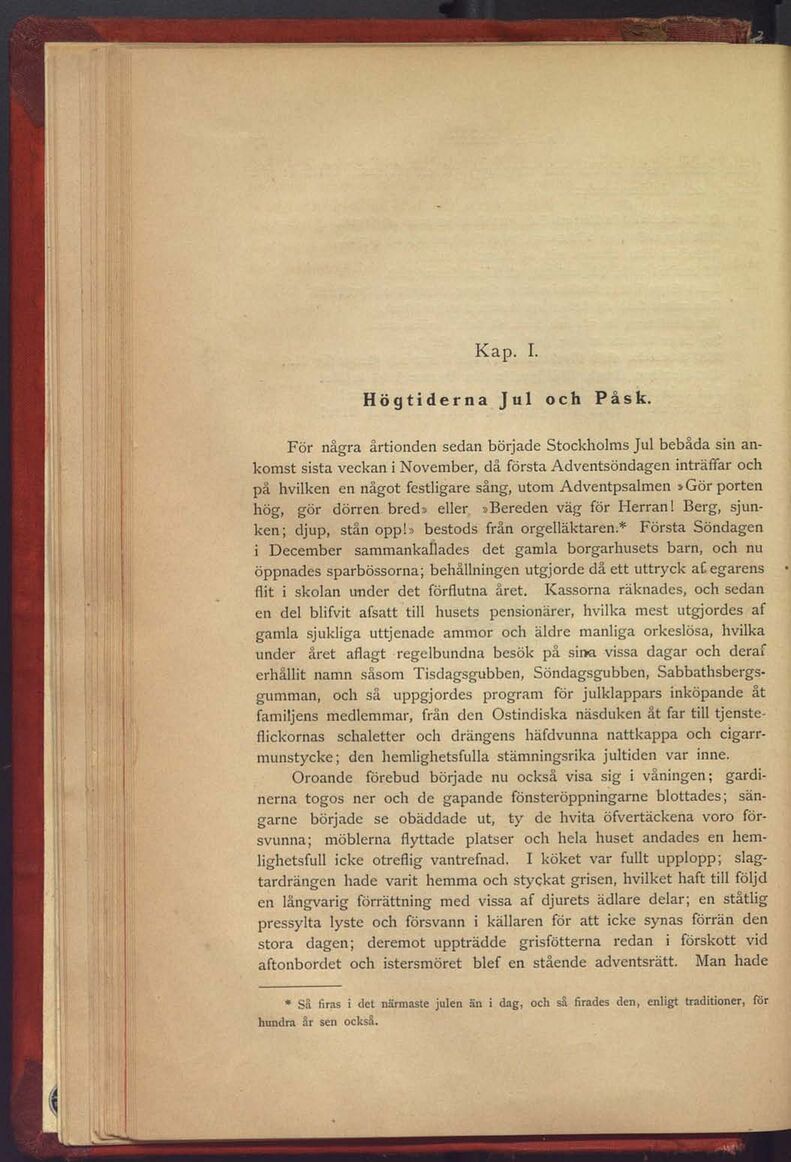 Kap. I.
Högtiderna Jul och Påsk.
För några årtionden sedan började Stockholms Jul bebåda sin an-
komst sista veckan i November, då första Adventsöndagen inträffar och
på hvilken en något festligare sång, utom Adventpsalmen »Gör porten
hög, gör dörren bred» eller »Bereden väg för Herran! Berg, sjun-
ken; djup, stån opp!» bestods från orgelläktaren.* Första Söndagen
i December sammankallades det gamla borgarhusets barn, och nu
öppnades sparbössorna; behållningen utgjorde då ett uttryck af egarens
flit i skolan under det förflutna året. Kassorna räknades, och sedan
en del blifvit afsatt till husets pensionärer, hvilka mest utgjordes af
gamla sjukliga uttjenade ammor och äldre manliga orkeslösa, hvilka
under året aflagt regelbundna besök på sina vissa dagar och deraf
erhållit namn såsom Tisdagsgubben, Söndagsgubben, Sabbathsbergs-
gumman, och så uppgjordes program för julklappars inköpande åt
familjens medlemmar, från den Ostindiska näsduken åt far till tjenste-
flickornas schaletter och drängens häfdvunna nattkappa och cigarr-
munstycke; den hemlighetsfulla stämningsrika jultiden var inne.
Oroande förebud började nu också visa sig i våningen; gardi-
nerna togos ner och de gapande fönsteröppningarne blottades; sän-
garne började se obäddade ut, ty de hvita öfvertäckena voro för-
svunna; möblerna flyttade platser och hela huset andades en hem-
lighetsfull icke otreflig vantrefnad. I köket var fullt upplopp; slag-
tardrängen hade varit hemma och styckat grisen, hvilket haft till följd
en långvarig förrättning med vissa af djurets ädlare delar; en ståtlig
pressylta lyste och försvann i källaren för att icke synas förrän den
stora dagen; deremot uppträdde grisfötterna redan i förskott vid
aftonbordet och istersmöret blef en stående adventsrätt. Man hade
* Så firas i det närmaste julen än i dag, och så firades den, enligt traditioner, för
hundra år sen också.